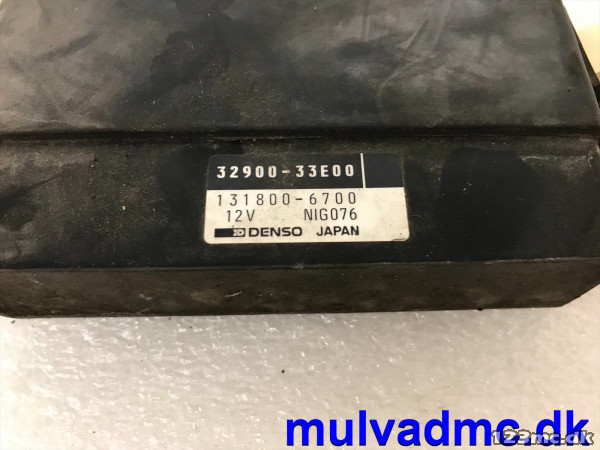 32900-33E00
131800-6700
12V NIG076
DENSO JAPAN
mulvadmc.dk
123mc.dk